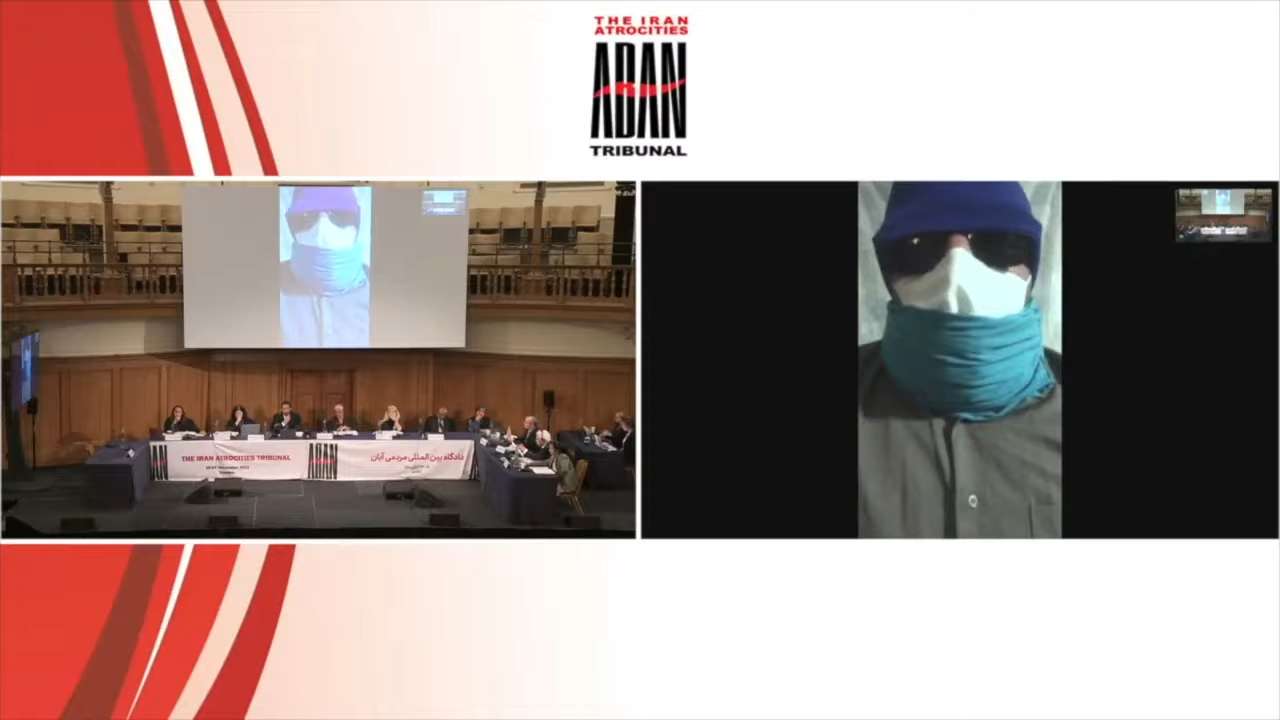 THE IRAN
ATROCITIES
ABAN
TRIBUNAL
THE IRAN ATROCITIES TRIBUNAL
ABAN
دادگاه بین‌المللی مردمی آبان